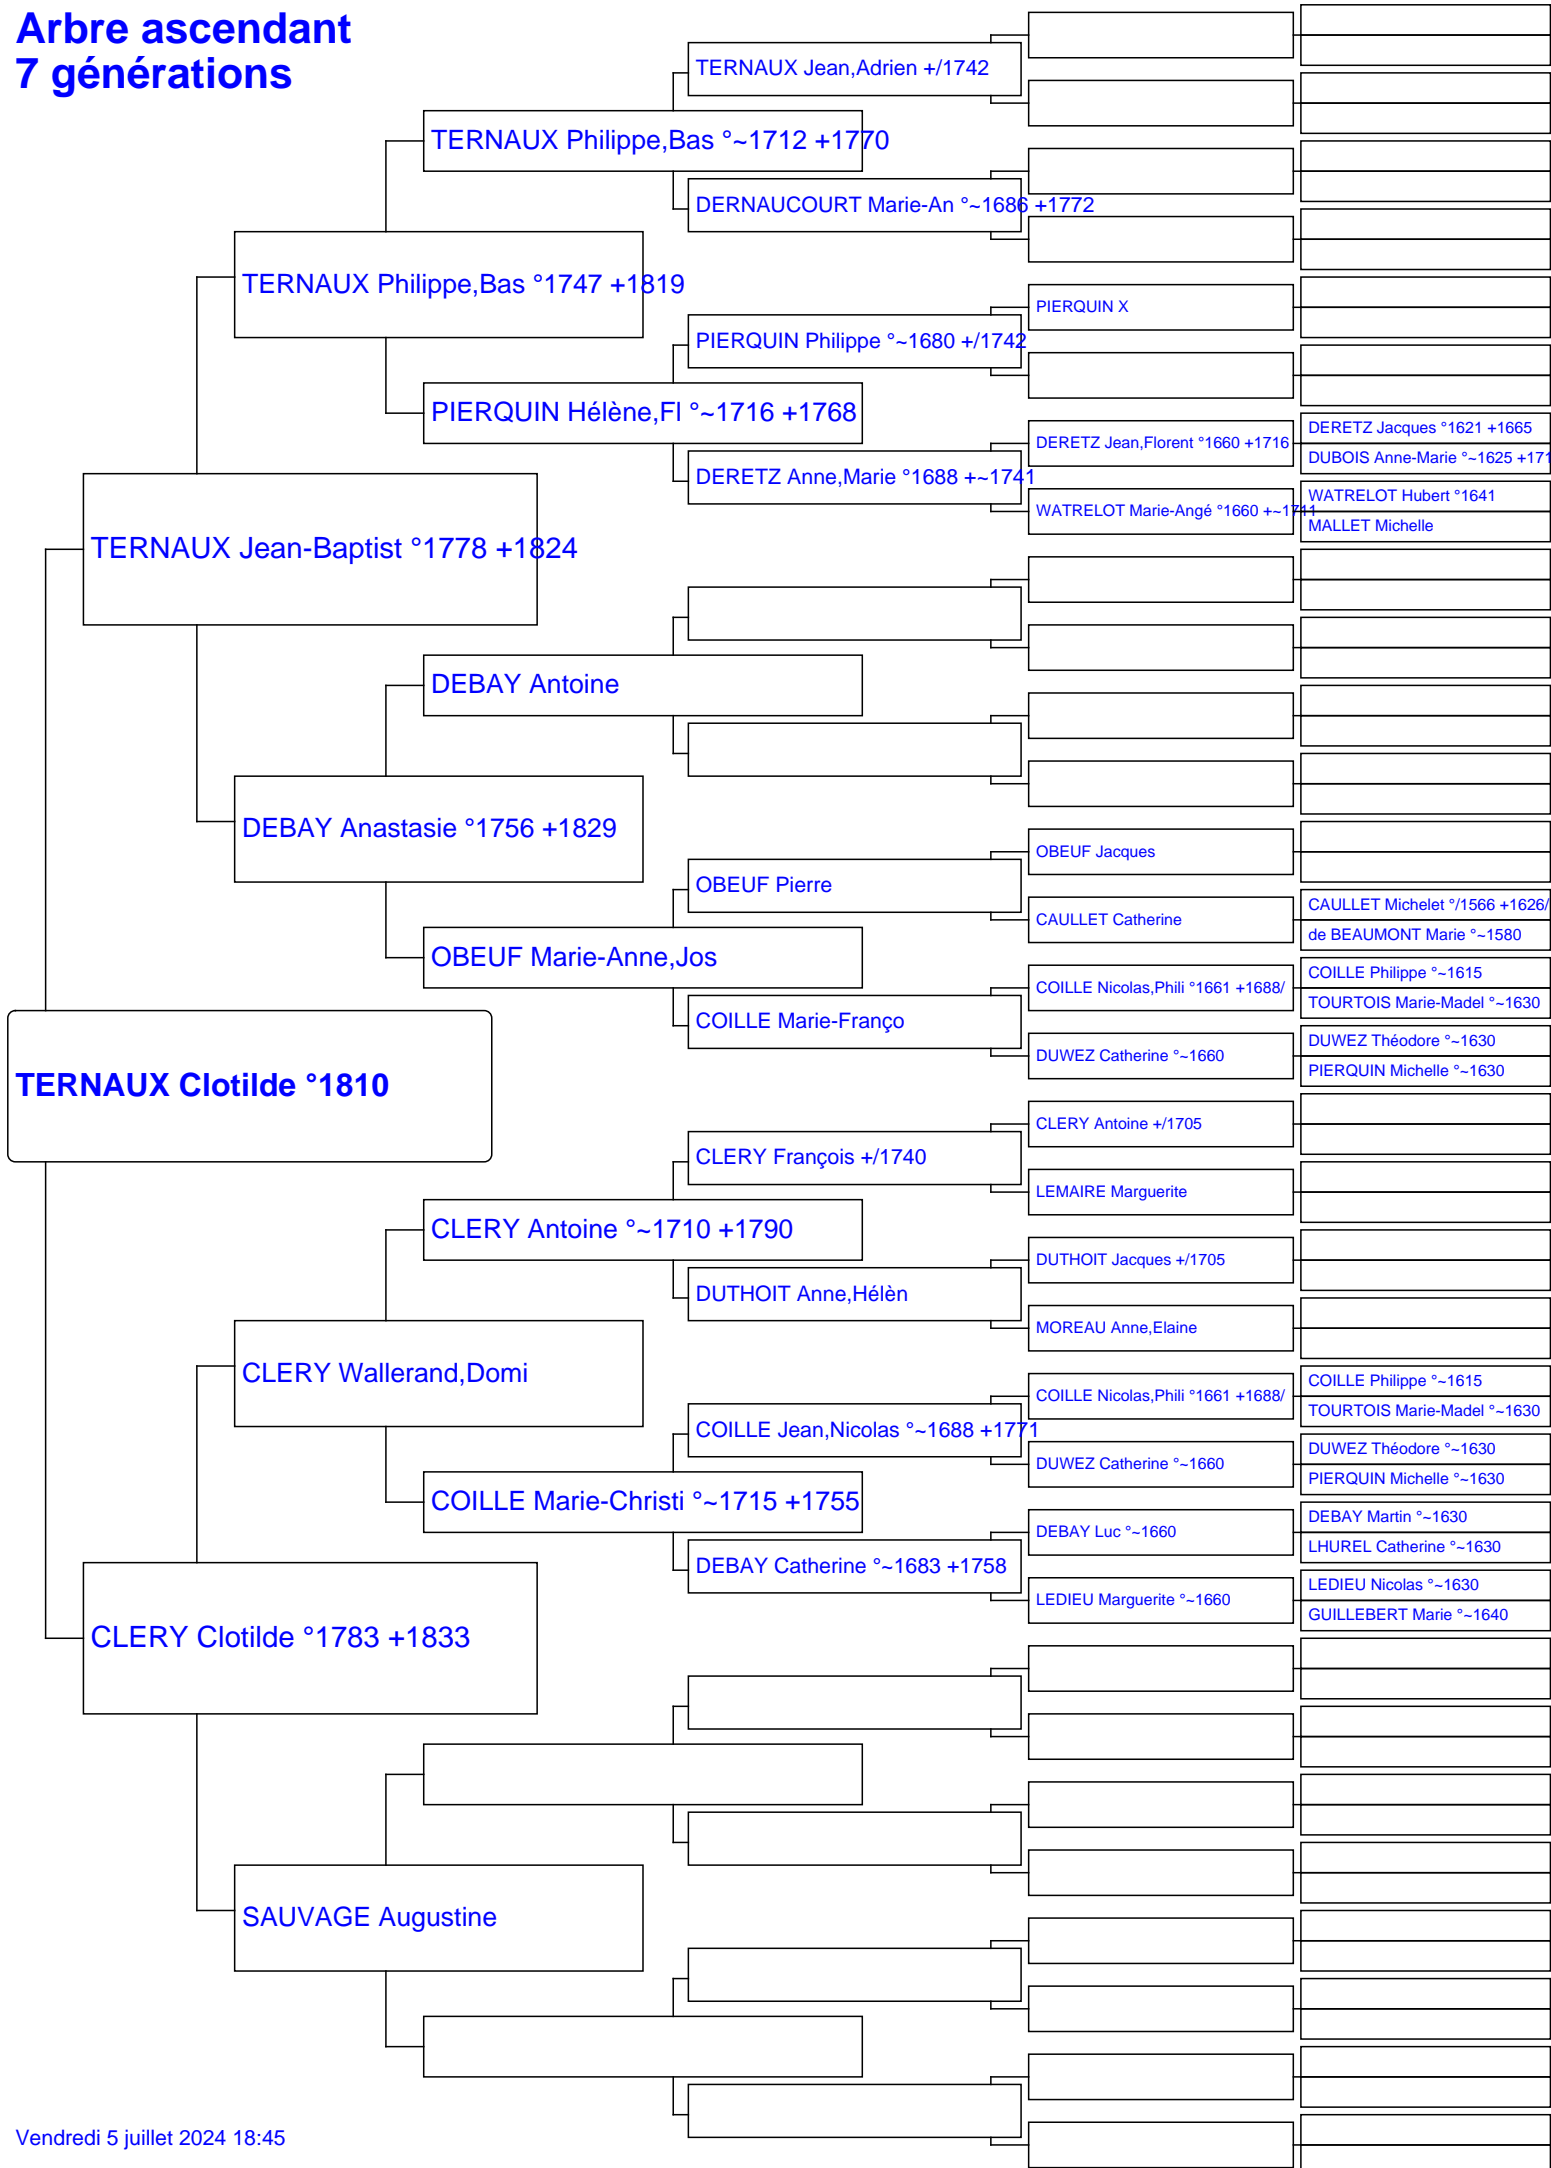 Arbre ascendant
7 générations
TERNAUX Jean,Adrien +/1742
TERNAUX Philippe,Bas °~1712 +1770
DERNAUCOURT Marie-An °~1686 +1772
TERNAUX Philippe,Bas °1747 +1819
PIERQUIN X
PIERQUIN Philippe °~1680 +/1742
PIERQUIN Hélène,Fl °~1716 +1768
DERETZ Jacques °1621 +1665
DERETZ Jean,Florent °1660 +1716
DUBOIS Anne-Marie °~1625 +171
DERETZ Anne,Marie °1688 +~1741
WATRELOT Hubert °1641
WATRELOT Marie-Angé °1660 +~1711
MALLET Michelle
TERNAUX Jean-Baptist °1778 +1824
DEBAY Antoine
DEBAY Anastasie °1756 +1829
OBEUF Jacques
OBEUF Pierre
CAULLET Michelet °/1566 +1626/
CAULLET Catherine
de BEAUMONT Marie °~1580
OBEUF Marie-Anne,Jos
COILLE Philippe °~1615
COILLE Nicolas,Phili °1661 +1688/
TOURTOIS Marie-Madel °~1630
COILLE Marie-Franço
DUWEZ Théodore °~1630
DUWEZ Catherine °~1660
PIERQUIN Michelle °~1630
TERNAUX Clotilde °1810
CLERY Antoine +/1705
CLERY François +/1740
LEMAIRE Marguerite
CLERY Antoine °~1710 +1790
DUTHOIT Jacques +/1705
DUTHOIT Anne,Hélèn
MOREAU Anne,Elaine
CLERY Wallerand,Domi
COILLE Philippe °~1615
COILLE Nicolas,Phili °1661 +1688/
TOURTOIS Marie-Madel °~1630
COILLE Jean,Nicolas °~1688 +1771
DUWEZ Théodore °~1630
DUWEZ Catherine °~1660
PIERQUIN Michelle °~1630
COILLE Marie-Christi °~1715 +1755
DEBAY Martin °~1630
DEBAY Luc °~1660
LHUREL Catherine °~1630
DEBAY Catherine °~1683 +1758
LEDIEU Nicolas °~1630
LEDIEU Marguerite °~1660
GUILLEBERT Marie °~1640
CLERY Clotilde °1783 +1833
SAUVAGE Augustine
Vendredi 5 juillet 2024 18:45